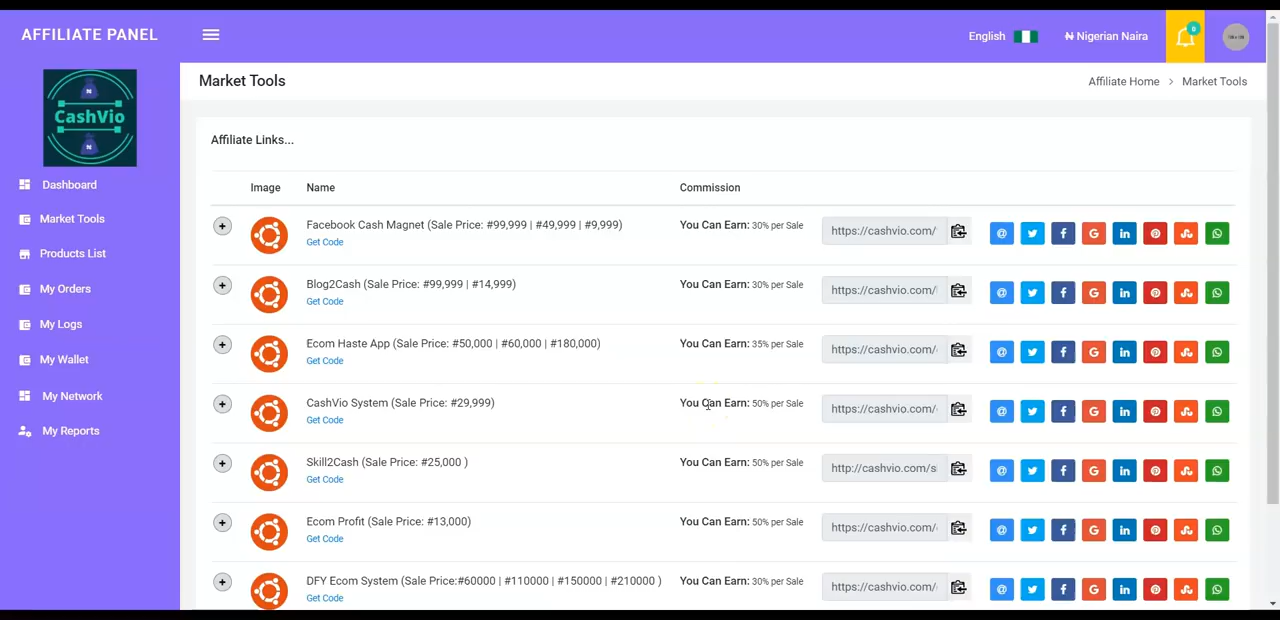 AFFILIATE PANEL
English
₦ Nigerian Naira
0
CashVio
Market Tools
Affiliate Home > Market Tools
Dashboard
Market Tools
Products List
My Orders
My Logs
My Wallet
My Network
My Reports
Affiliate Links...
Image Name Commission
Facebook Cash Magnet (Sale Price: #99,999 | #49,999 | #9,999) You Can Earn: 30% per Sale https://cashvio.com/
Get Code
Blog2Cash (Sale Price: #99,999 | #14,999) You Can Earn: 30% per Sale https://cashvio.com/
Get Code
Ecom Haste App (Sale Price: #50,000 | #60,000 | #180,000) You Can Earn: 35% per Sale https://cashvio.com/
Get Code
CashVio System (Sale Price: #29,999) You Can Earn: 50% per Sale https://cashvio.com/
Get Code
Skill2Cash (Sale Price: #25,000 ) You Can Earn: 50% per Sale http://cashvio.com/s
Get Code
Ecom Profit (Sale Price: #13,000) You Can Earn: 50% per Sale https://cashvio.com/
Get Code
DFY Ecom System (Sale Price:#60000 | #110000 | #150000 | #210000 ) You Can Earn: 30% per Sale https://cashvio.com/
Get Code